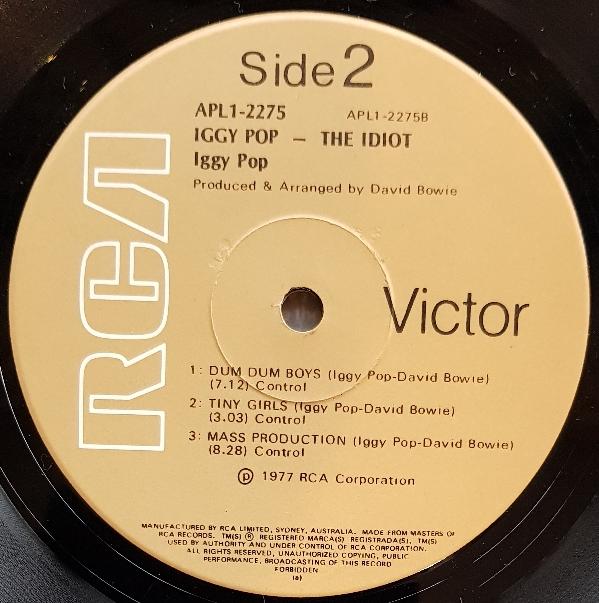 Side 2
APL1-2275 APL1-2275B
IGGY POP – THE IDIOT
Iggy Pop
Produced & Arranged by David Bowie
RCA
Victor
1: DUM DUM BOYS (Iggy Pop-David Bowie)
(7.12) Control
2: TINY GIRLS (Iggy Pop-David Bowie)
(3.03) Control
3: MASS PRODUCTION (Iggy Pop-David Bowie)
(8.28) Control
℗ 1977 RCA Corporation
MANUFACTURED BY RCA LIMITED, SYDNEY, AUSTRALIA. MADE FROM MASTERS OF
RCA RECORDS. TM(S) ® REGISTERED MARCA(S) REGISTRADA(S), TM(S)
USED BY AUTHORITY AND UNDER CONTROL OF RCA CORPORATION.
ALL RIGHTS RESERVED, UNAUTHORIZED COPYING, PUBLIC
PERFORMANCE, BROADCASTING OF THIS RECORD
FORBIDDEN
(a)